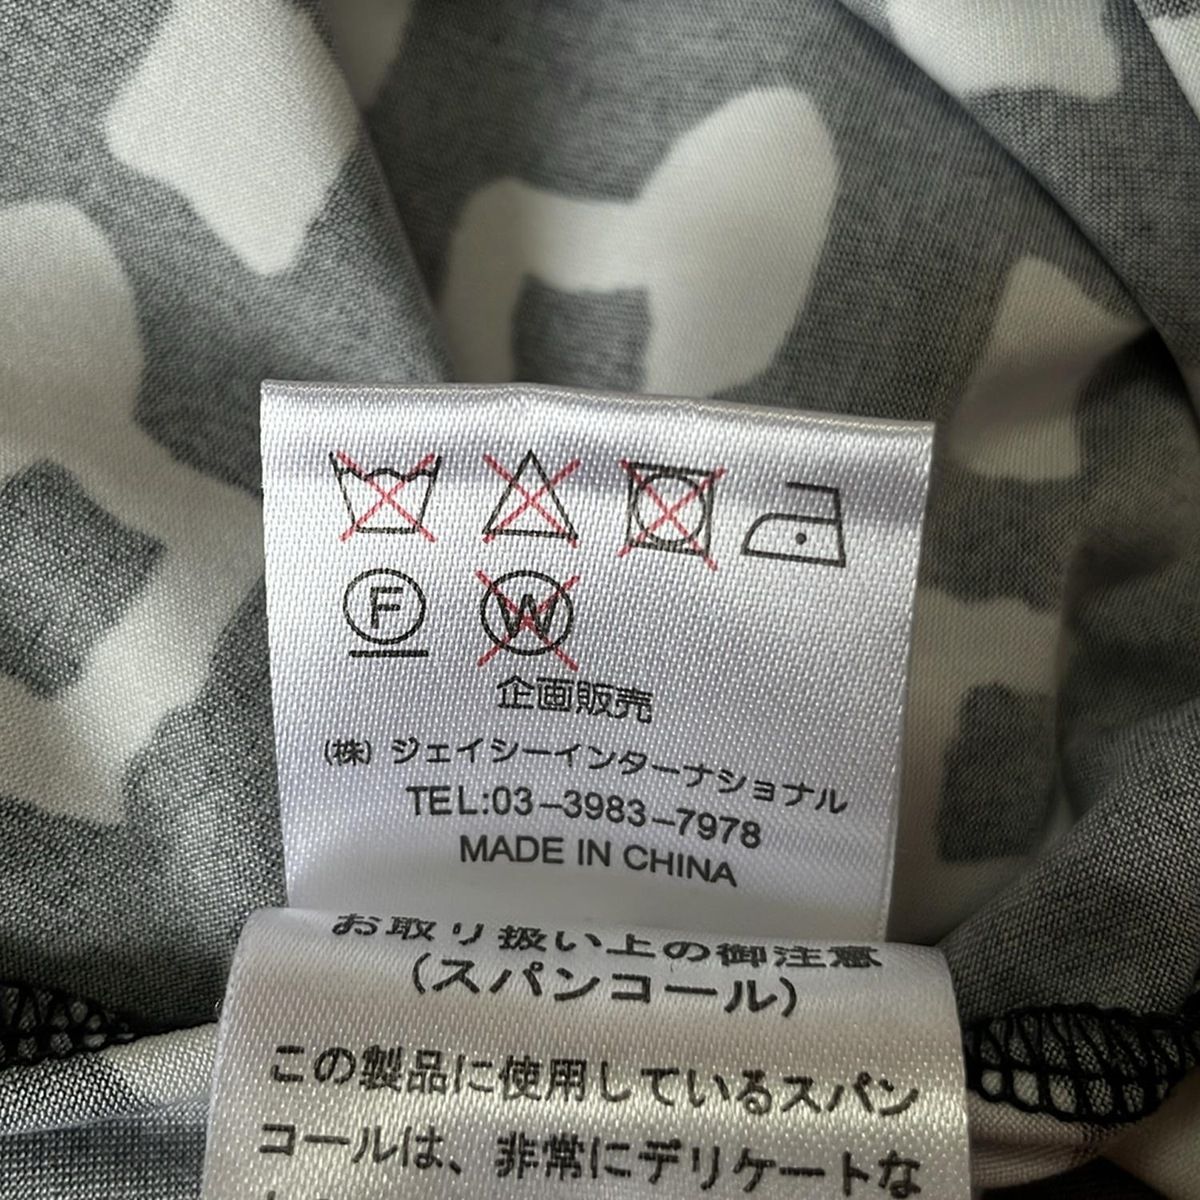 F W
企画販売
(株) ジェイシーインターナショナル
TEL:03-3983-7978
MADE IN CHINA
お取り扱い上の御注意
(スパンコール)
この製品に使用しているスパン
コールは、非常にデリケートな